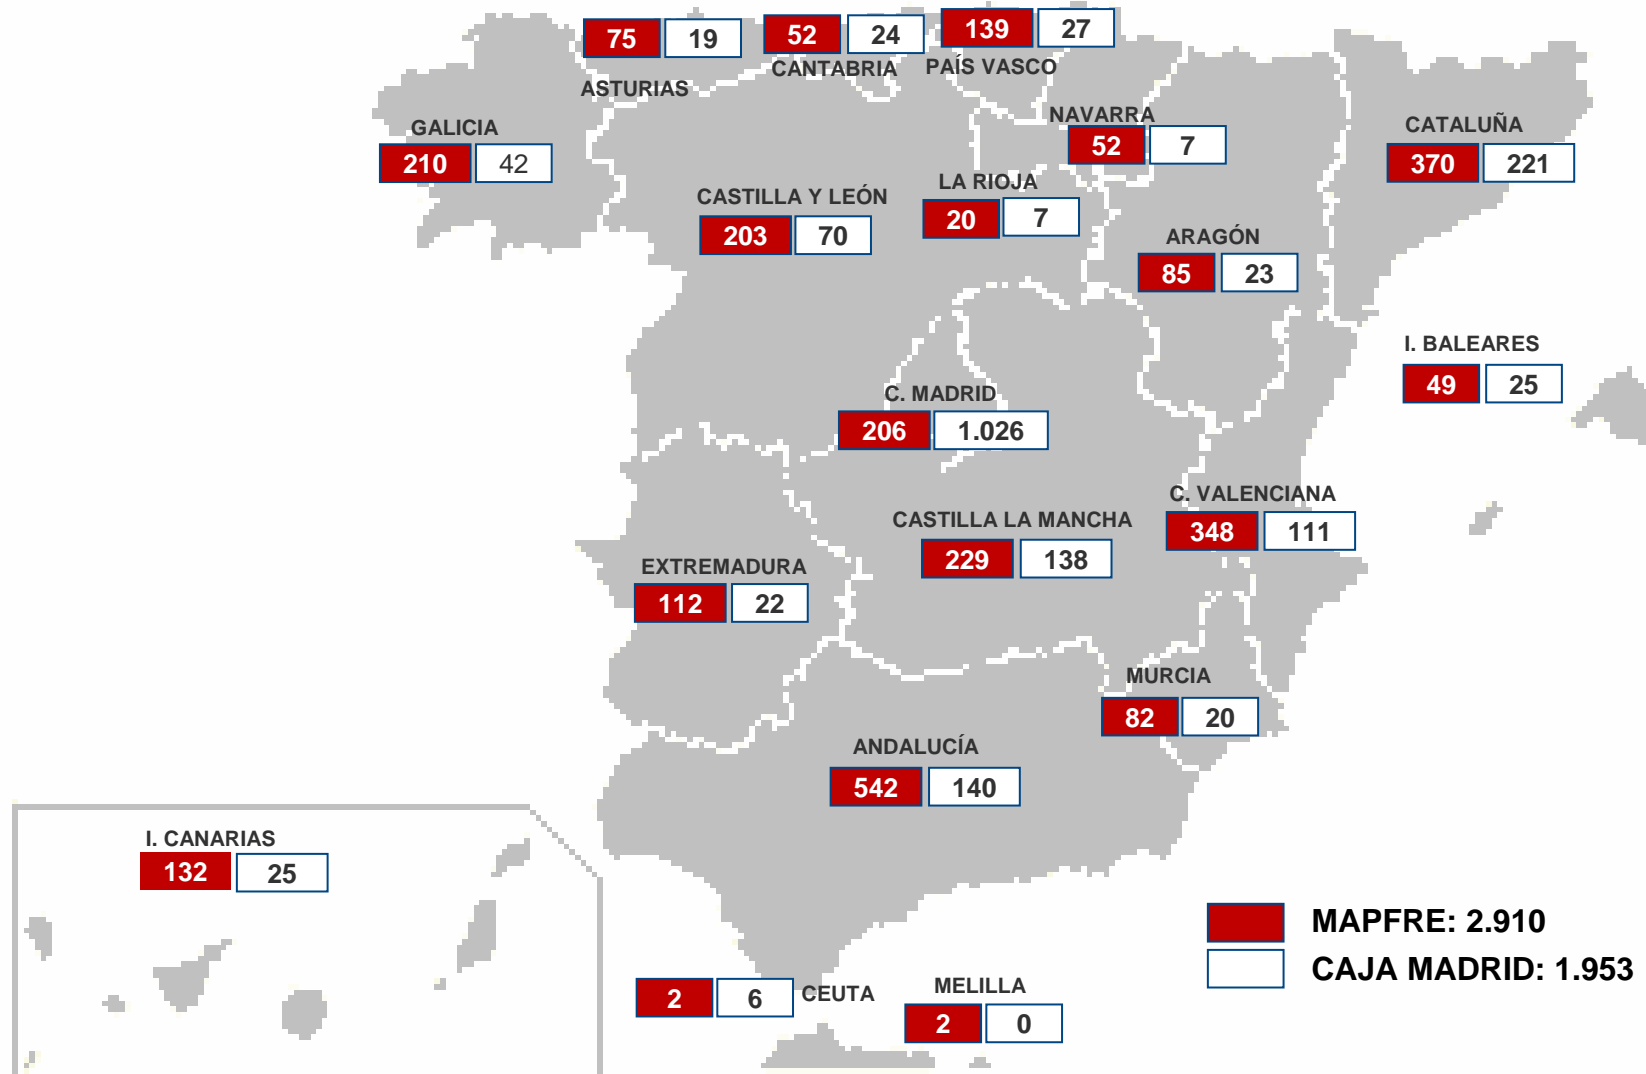 75 19
52 24
139 27
ASTURIAS
CANTABRIA
PAÍS VASCO
GALICIA
210 42
NAVARRA
52 7
CATALUÑA
370 221
CASTILLA Y LEÓN
203 70
LA RIOJA
20 7
ARAGÓN
85 23
I. BALEARES
49 25
C. MADRID
206 1.026
C. VALENCIANA
348 111
CASTILLA LA MANCHA
229 138
EXTREMADURA
112 22
MURCIA
82 20
ANDALUCÍA
542 140
I. CANARIAS
132 25
MAPFRE: 2.910
CAJA MADRID: 1.953
2 6 CEUTA
MELILLA
2 0